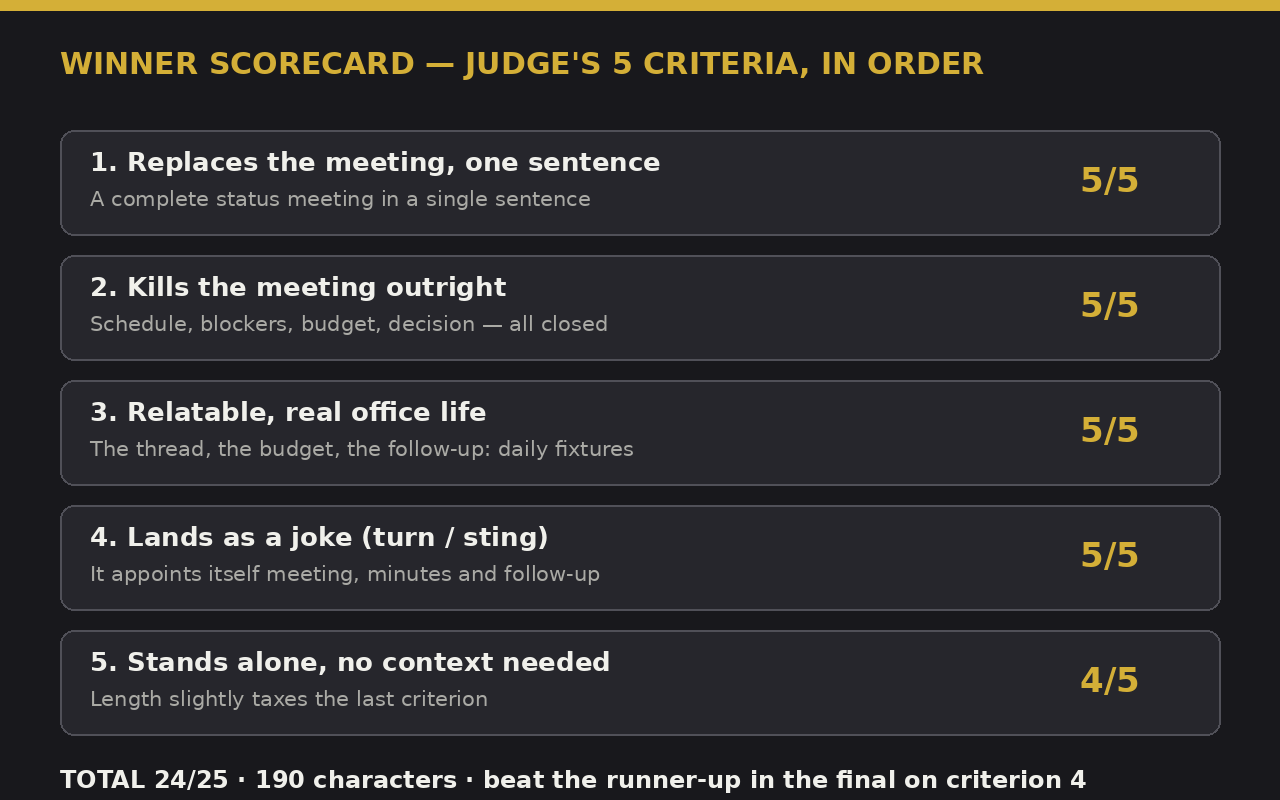 WINNER SCORECARD — JUDGE'S 5 CRITERIA, IN ORDER
1. Replaces the meeting, one sentence
A complete status meeting in a single sentence
5/5
2. Kills the meeting outright
Schedule, blockers, budget, decision — all closed
5/5
3. Relatable, real office life
The thread, the budget, the follow-up: daily fixtures
5/5
4. Lands as a joke (turn / sting)
It appoints itself meeting, minutes and follow-up
5/5
5. Stands alone, no context needed
Length slightly taxes the last criterion
4/5
TOTAL 24/25 · 190 characters · beat the runner-up in the final on criterion 4